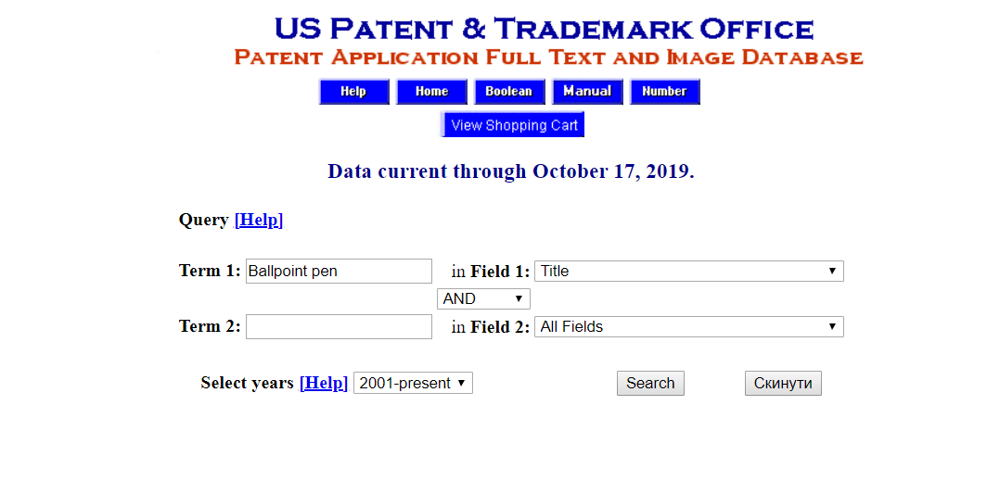 US PATENT & TRADEMARK OFFICE
PATENT APPLICATION FULL TEXT AND IMAGE DATABASE
Help Home Boolean Manual Number
View Shopping Cart
Data current through October 17, 2019.
Query [Help]
Term 1: Ballpoint pen in Field 1: Title
AND
Term 2: in Field 2: All Fields
Select years [Help] 2001-present Search Скинути